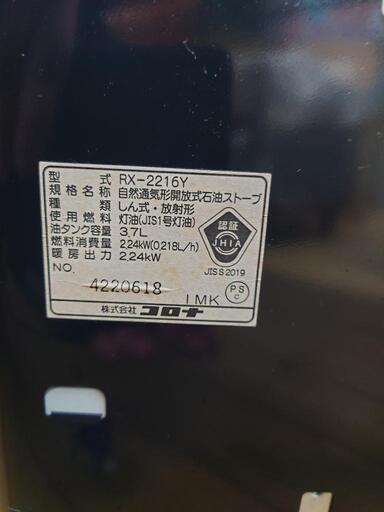 型 式 RX-2216Y
規格名称 自然通気形開放式石油ストーブ
種 類 しん式・放射形
使用燃料 灯油(JIS1号灯油)
油タンク容量 3.7L
燃料消費量 2.24kW(0.218L/h)
暖房出力 2.24kW
認証
JHIA
JIS S 2019
NO.
4220618
1MK
PS
C
株式会社 コロナ